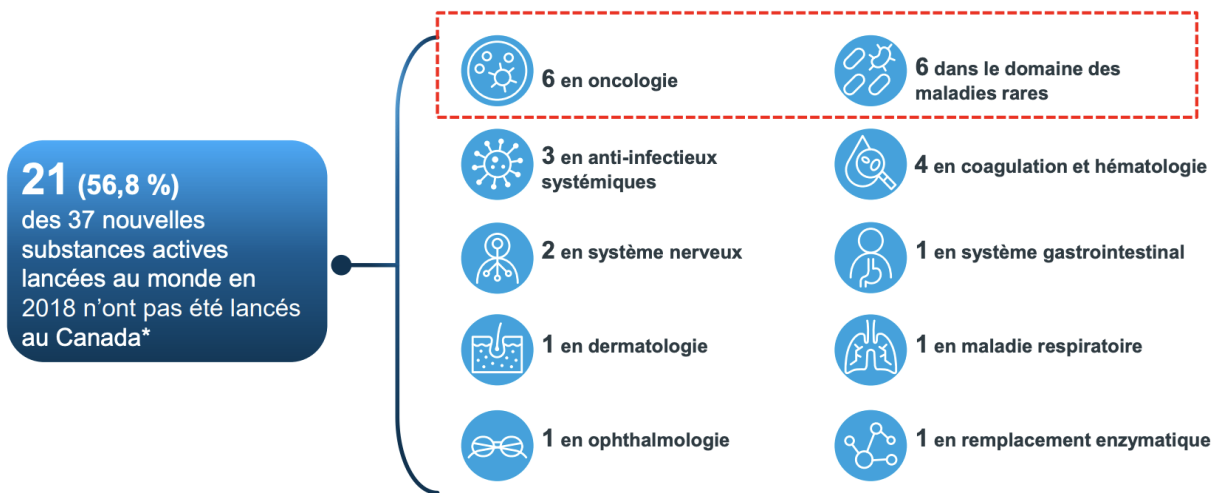 21 (56,8 %)
des 37 nouvelles
substances actives
lancées au monde en
2018 n’ont pas été lancés
au Canada*
6 en oncologie
6 dans le domaine des
maladies rares
3 en anti-infectieux
systémiques
4 en coagulation et hématologie
2 en système nerveux
1 en système gastrointestinal
1 en dermatologie
1 en maladie respiratoire
1 en ophthalmologie
1 en remplacement enzymatique